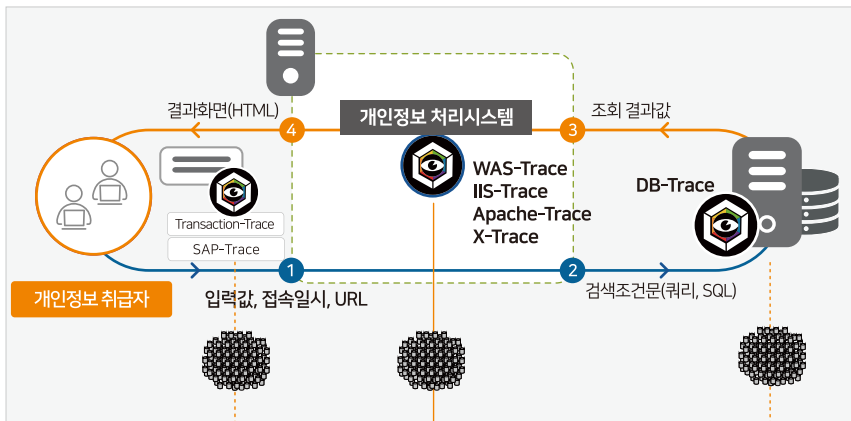 결과화면(HTML)
4
개인정보 처리시스템
3
조회 결과값
WAS-Trace
IIS-Trace
Apache-Trace
X-Trace
DB-Trace
Transaction-Trace
SAP-Trace
1
2
개인정보 취급자
입력값, 접속일시, URL
검색조건문(쿼리, SQL)